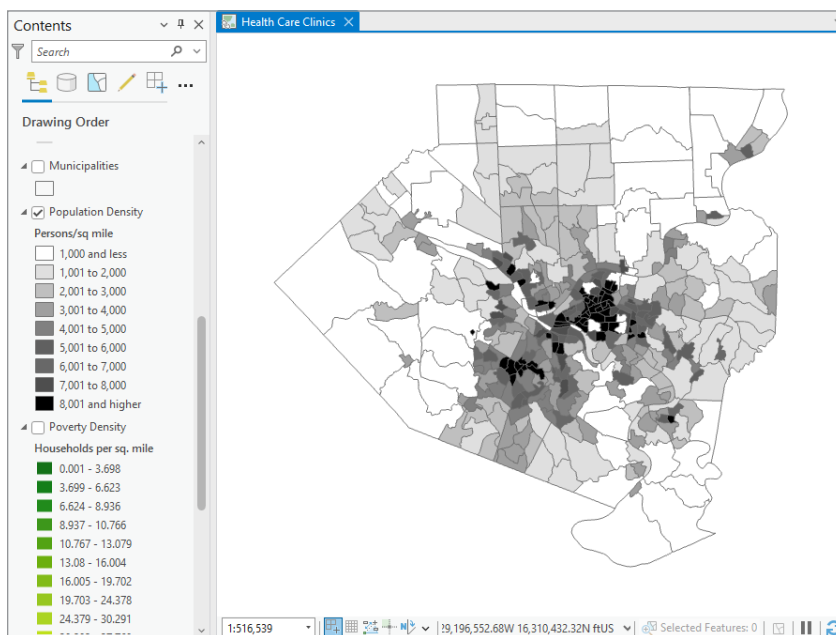 Contents
Health Care Clinics
Search
Drawing Order
Municipalities
Population Density
Persons/sq mile
1,000 and less
1,001 to 2,000
2,001 to 3,000
3,001 to 4,000
4,001 to 5,000
5,001 to 6,000
6,001 to 7,000
7,001 to 8,000
8,001 and higher
Poverty Density
Households per sq. mile
0.001 - 3.698
3.699 - 6.623
6.624 - 8.936
8.937 - 10.766
10.767 - 13.079
13.08 - 16.004
16.005 - 19.702
19.703 - 24.378
24.379 - 30.291
1:516,539
9,196,552.68W 16,310,432.32N ftUS
Selected Features: 0